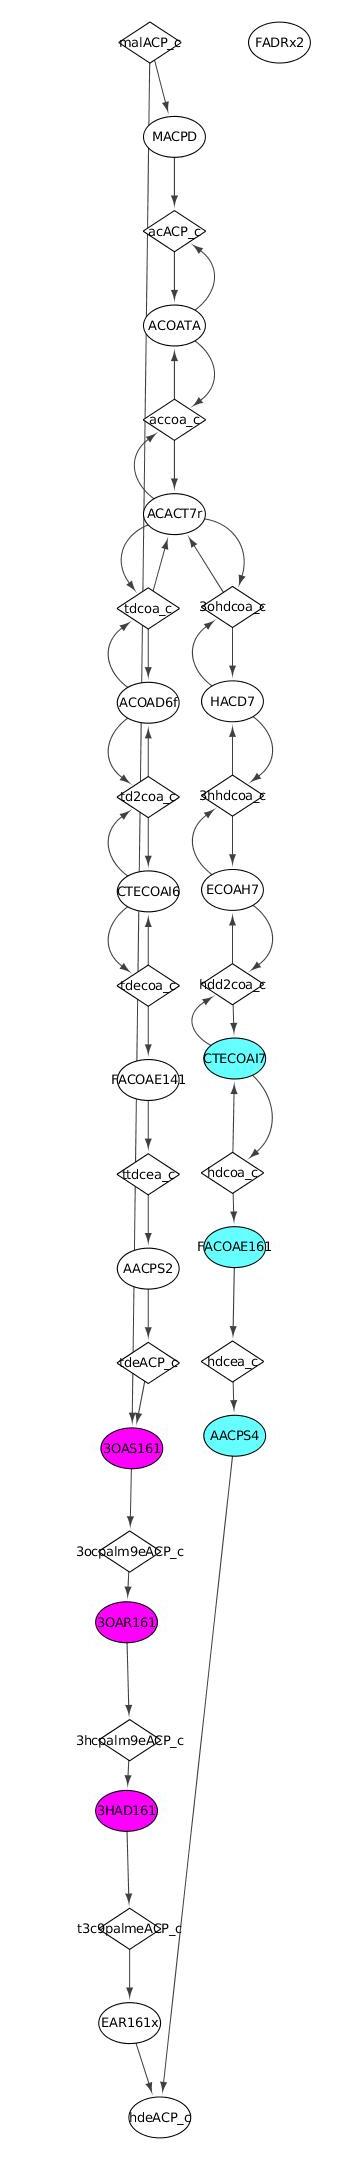 malACP_c
FADRx2
MACPD
acACP_c
ACOATA
accoa_c
ACACT7r
tdcoa_c
3ohdcoa_c
ACOAD6f
HACD7
td2coa_c
3hhdcoa_c
CTECOAI6
ECOAH7
tdecoa_c
hdd2coa_c
CTECOAI7
FACOAE141
ttdcea_c
hdcoa_c
AACPS2
FACOAE161
tdeACP_c
hdcea_c
3OAS161
AACPS4
3ocpalm9eACP_c
3OAR161
3hcpalm9eACP_c
3HAD161
t3c9palmeACP_c
EAR161x
hdeACP_c